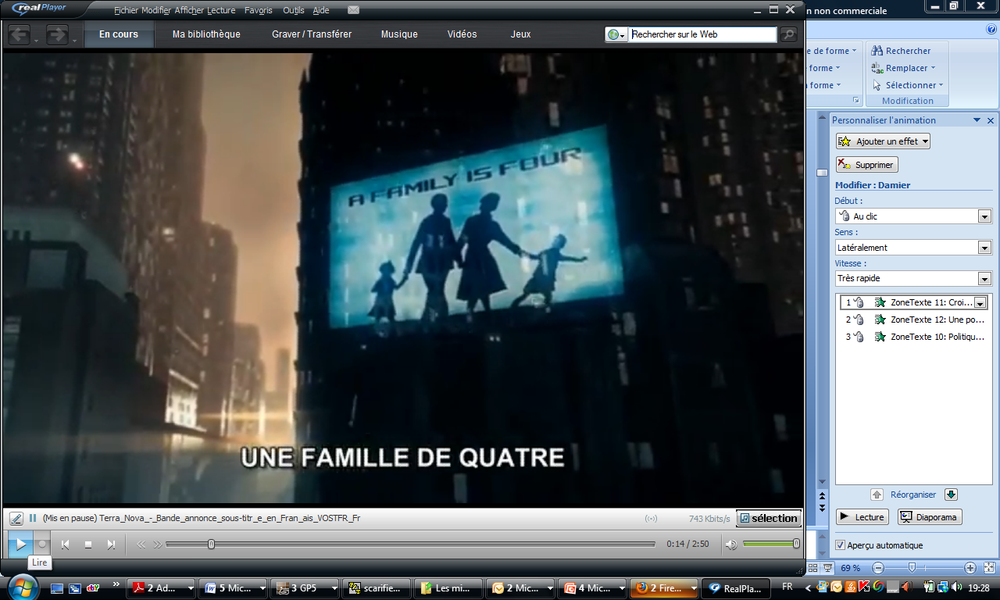 real Player
Fichier Modifier Afficher Lecture Favoris Outils Aide
n non commerciale
En cours
Ma bibliothèque
Graver / Transférer
Musique
Vidéos
Jeux
Rechercher sur le Web
e de forme
forme
forme
Rechercher
Remplacer
Sélectionner
Modification
Personnaliser l'animation
Ajouter un effet
Supprimer
Modifier : Damier
Début :
Au clic
Sens :
Latéralement
Vitesse :
Très rapide
1 ZoneTexte 11: Croi...
2 ZoneTexte 12: Une po...
3 ZoneTexte 10: Politiqu...
Réorganiser
Lecture
Diaporama
Aperçu automatique
69 %
A FAMILY IS FOUR
UNE FAMILLE DE QUATRE
(Mis en pause) Terra_Nova_-_Bande_annonce_sous-titr_e_en_Fran_ais_VOSTFR_Fr
743 Kbits/s
sélection
0:14 / 2:50
Lire
2 Ad...
5 Mic...
3 GP5
scarifie...
Les mi...
2 Mic...
4 Mic...
2 Fire...
RealPla...
FR
19:28